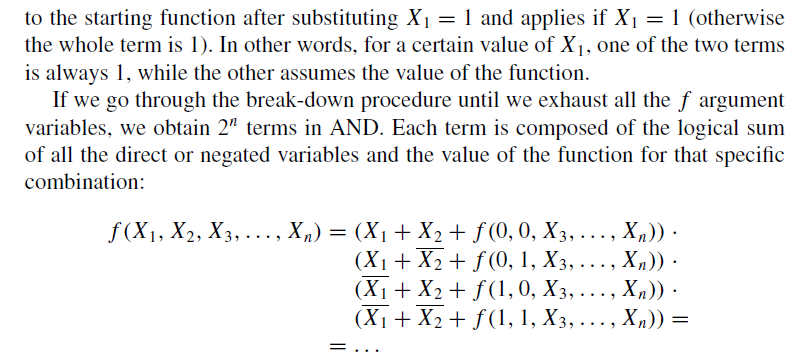 to the starting function after substituting X₁ = 1 and applies if X₁ = 1 (otherwise
the whole term is 1). In other words, for a certain value of X₁, one of the two terms
is always 1, while the other assumes the value of the function.
If we go through the break-down procedure until we exhaust all the f argument
variables, we obtain 2ⁿ terms in AND. Each term is composed of the logical sum
of all the direct or negated variables and the value of the function for that specific
combination:
f(X₁, X₂, X₃, ..., Xₙ) = (X₁ + X₂ + f(0, 0, X₃, ..., Xₙ)) ·
(X₁ + X̅₂ + f(0, 1, X₃, ..., Xₙ)) ·
(X̅₁ + X₂ + f(1, 0, X₃, ..., Xₙ)) ·
(X̅₁ + X̅₂ + f(1, 1, X₃, ..., Xₙ)) =
= ...